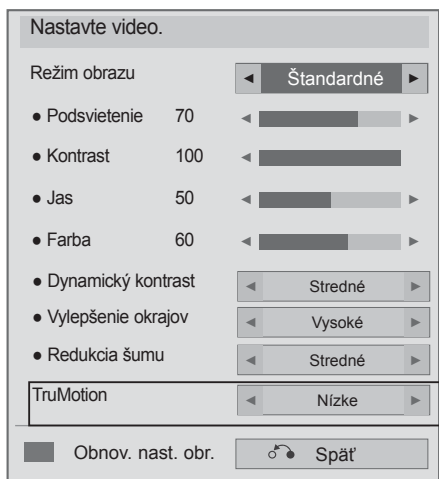 Nastavte video.
Režim obrazu ◄ Štandardné ►
● Podsvietenie 70 ◄ ►
● Kontrast 100 ◄
● Jas 50 ◄ ►
● Farba 60 ◄ ►
● Dynamický kontrast ◄ Stredné ►
● Vylepšenie okrajov ◄ Vysoké ►
● Redukcia šumu ◄ Stredné ►
TruMotion ◄ Nízke ►
Obnov. nast. obr. Späť